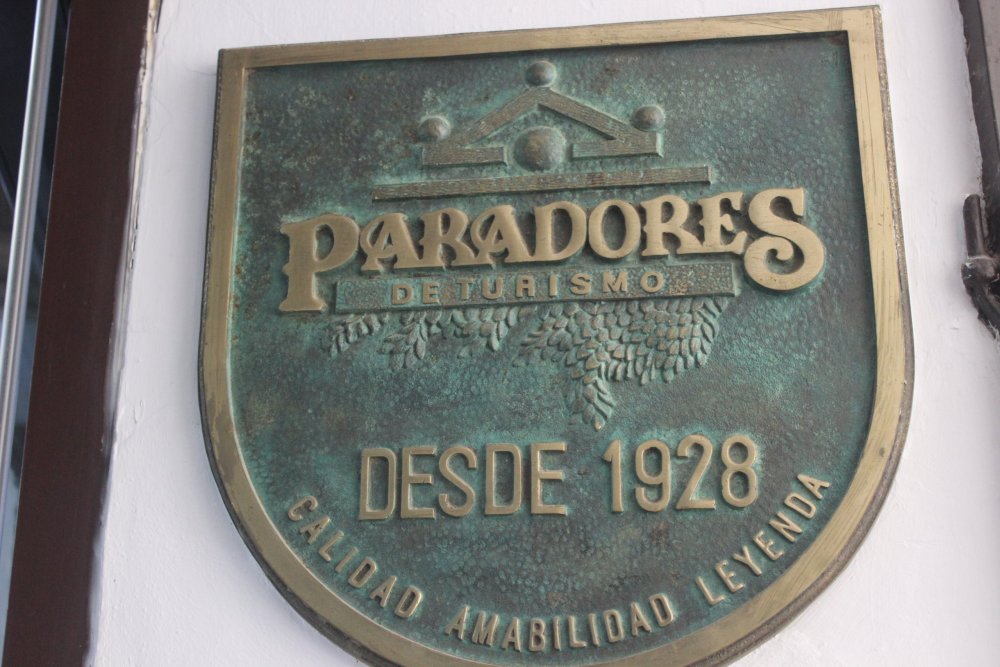 PARADORES
DE TURISMO
DESDE 1928
CALIDAD AMABILIDAD LEYENDA